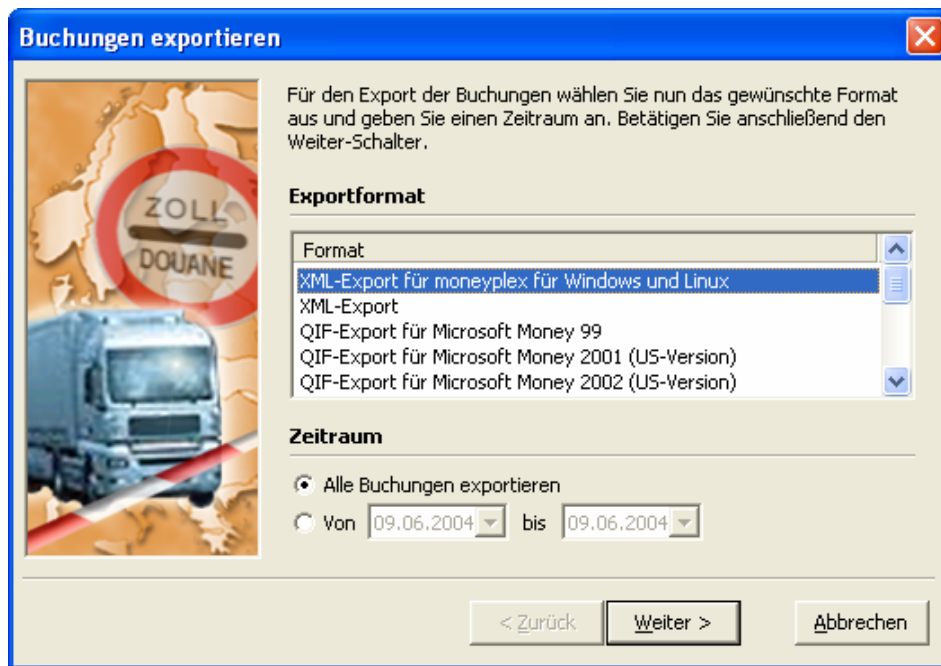 Buchungen exportieren
ZOLL
DOUANE
Für den Export der Buchungen wählen Sie nun das gewünschte Format
aus und geben Sie einen Zeitraum an. Betätigen Sie anschließend den
Weiter-Schalter.
Exportformat
Format
XML-Export für moneyplex für Windows und Linux
XML-Export
QIF-Export für Microsoft Money 99
QIF-Export für Microsoft Money 2001 (US-Version)
QIF-Export für Microsoft Money 2002 (US-Version)
Zeitraum
Alle Buchungen exportieren
Von 09.06.2004 bis 09.06.2004
< Zurück Weiter > Abbrechen